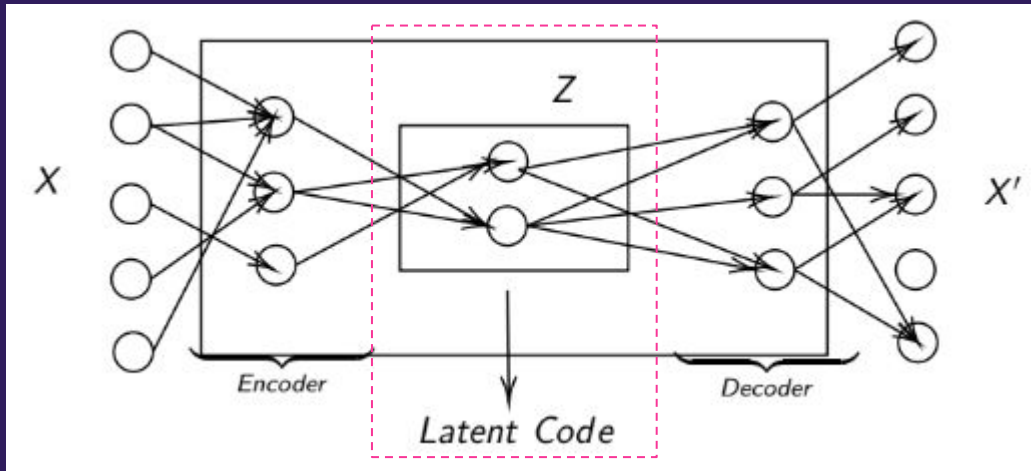 Z
X
X'
Encoder
Decoder
Latent Code